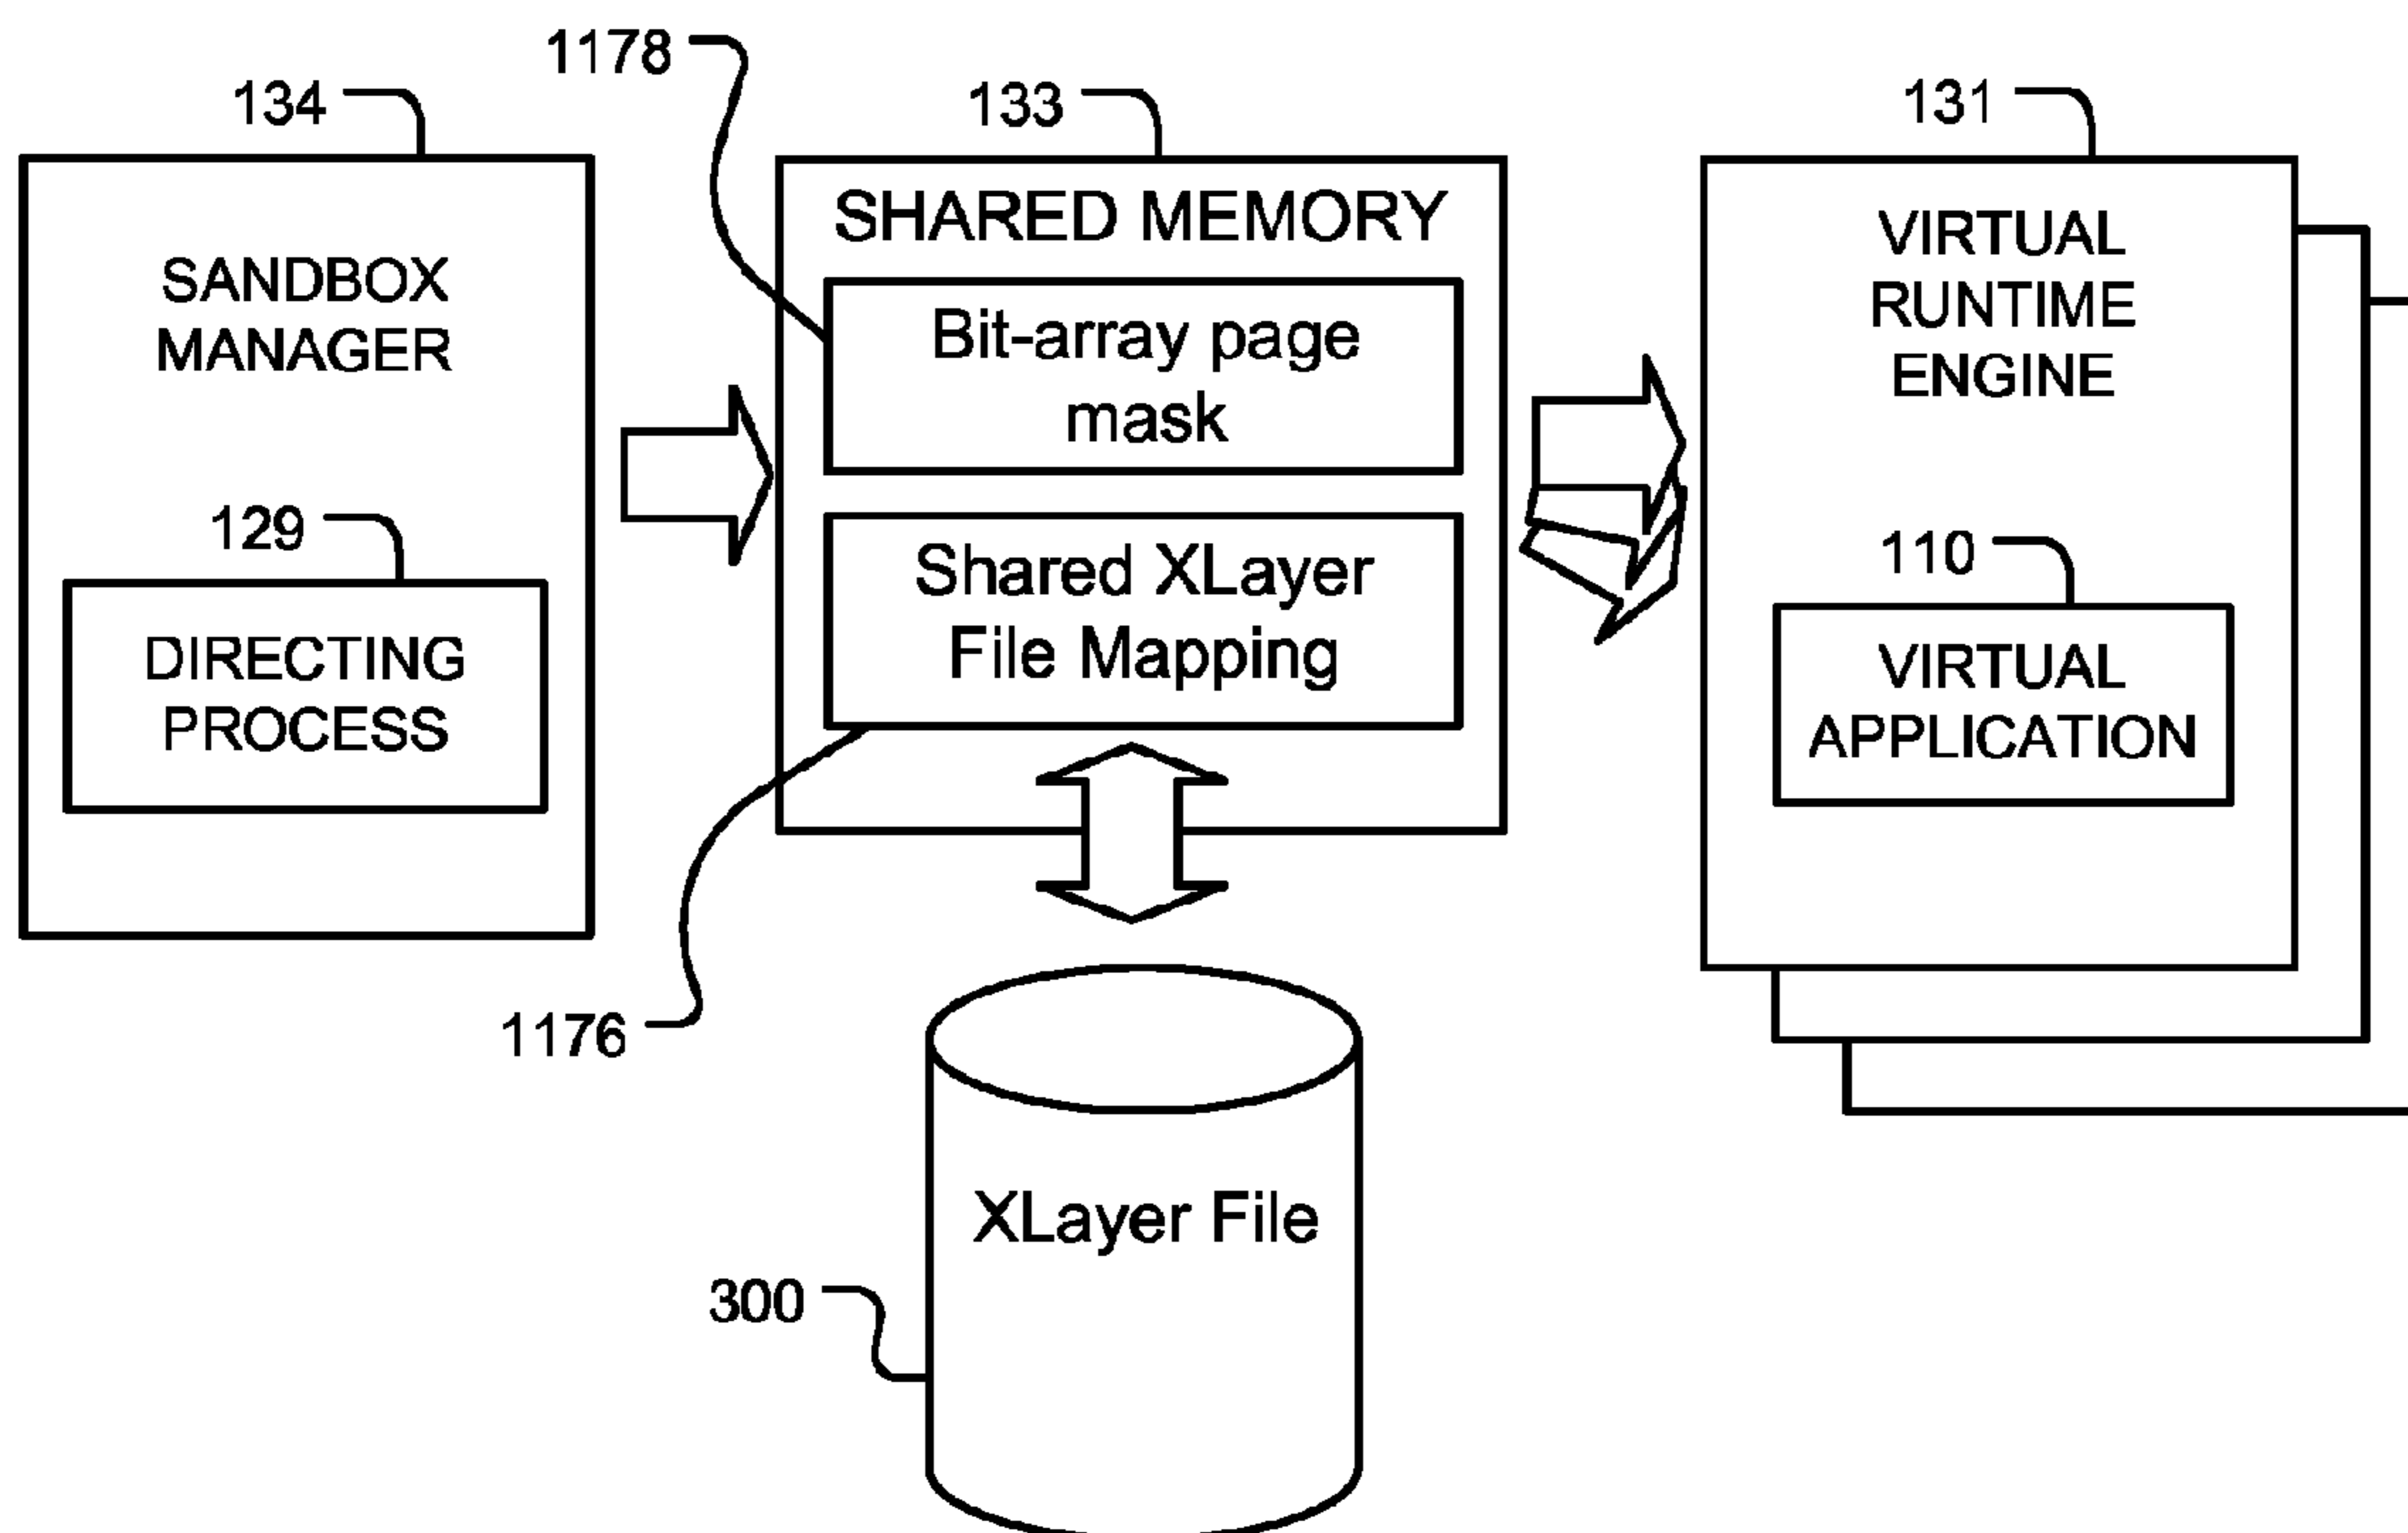 1178
134
133
131
SHARED MEMORY
VIRTUAL
RUNTIME
ENGINE
SANDBOX
MANAGER
Bit-array page
mask
129
110
Shared XLayer
File Mapping
DIRECTING
PROCESS
VIRTUAL
APPLICATION
1176
XLayer File
300